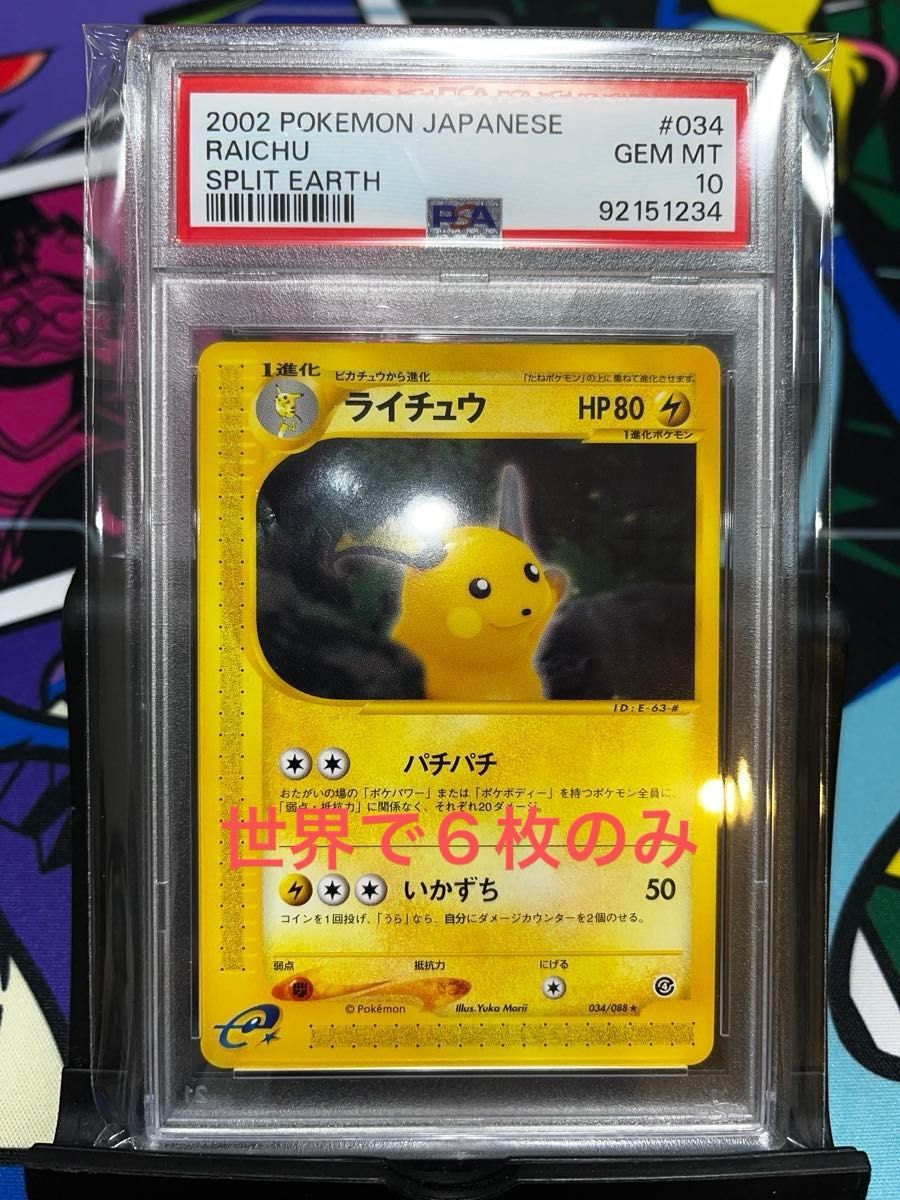 2002 POKEMON JAPANESE #034
RAICHU GEM MT
SPLIT EARTH 10
PSA 92151234
1進化
ピカチュウから進化
「たねポケモン」の上に重ねて進化させます。
ライチュウ HP80
1進化ポケモン
ID:E-63-#
パチパチ
おたがいの場の「ポケパワー」または「ポケボディー」を持つポケモン全員に、
「弱点・抵抗力」に関係なく、それぞれ20ダメージ。
世界で6枚のみ
いかずち 50
コインを1回投げ、「うら」なら、自分にダメージカウンターを2個のせる。
弱点 抵抗力 にげる
© Pokémon Illus.Yuka Morii 034/088★